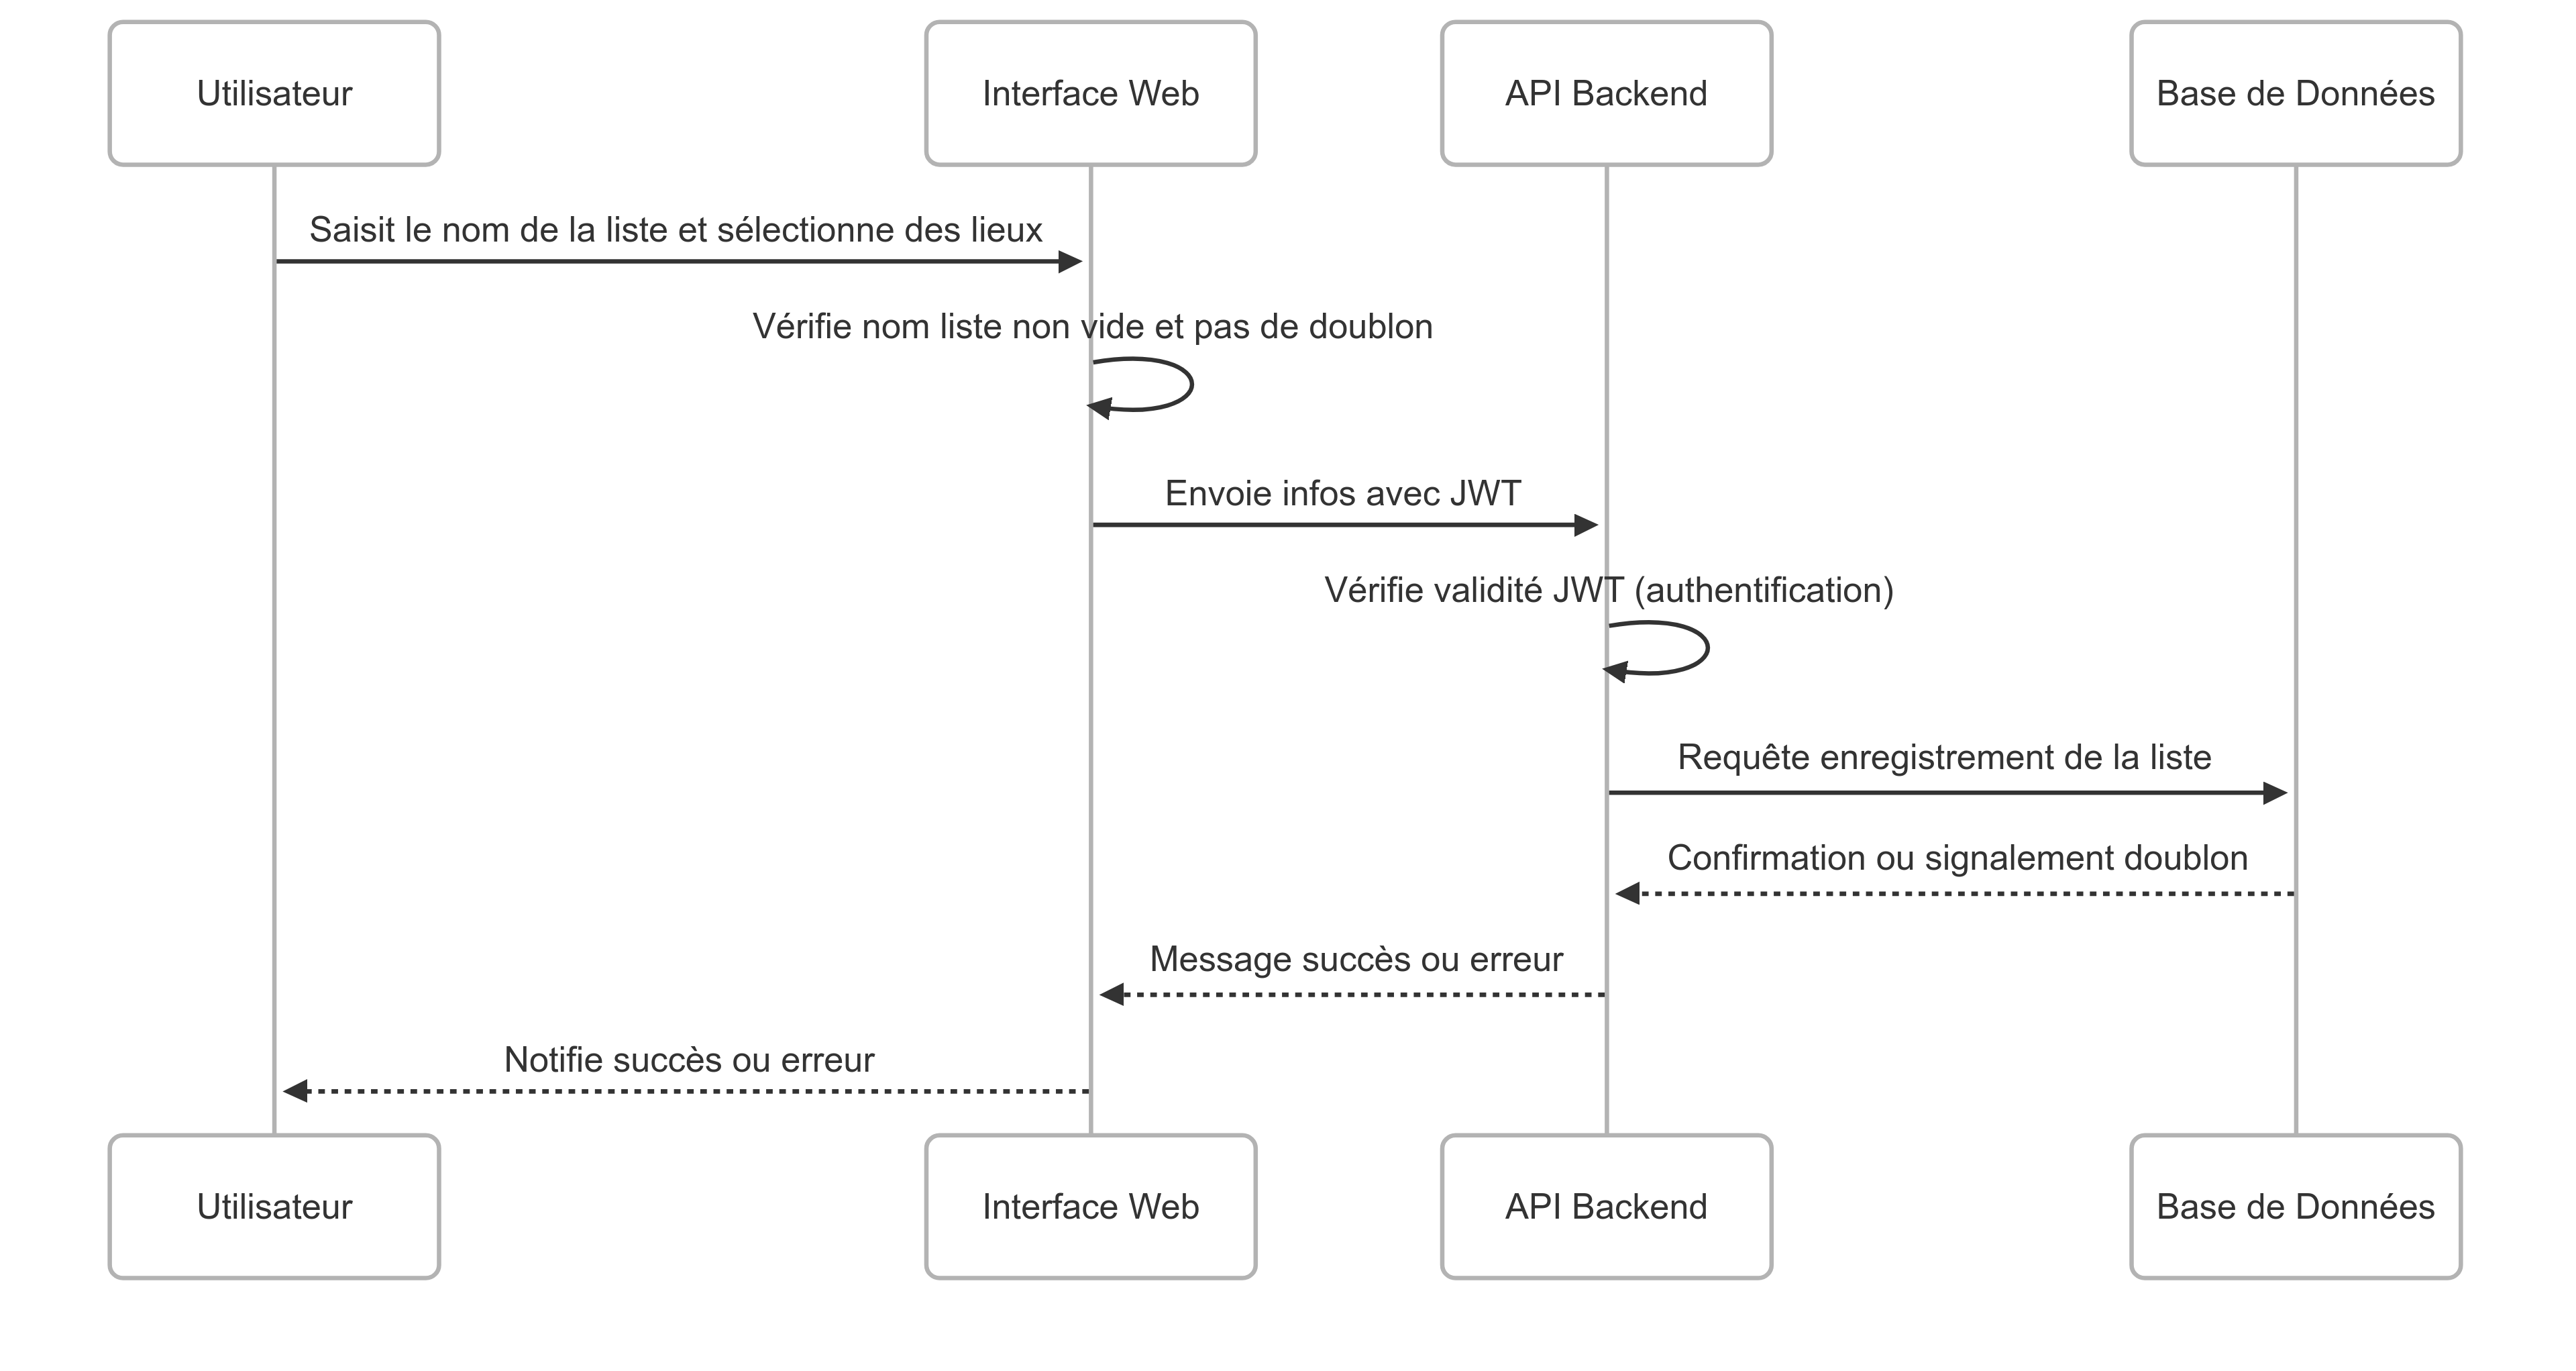 Utilisateur
Interface Web
API Backend
Base de Données
Saisit le nom de la liste et sélectionne des lieux
Vérifie nom liste non vide et pas de doublon
Envoie infos avec JWT
Vérifie validité JWT (authentification)
Requête enregistrement de la liste
Confirmation ou signalement doublon
Message succès ou erreur
Notifie succès ou erreur
Utilisateur
Interface Web
API Backend
Base de Données